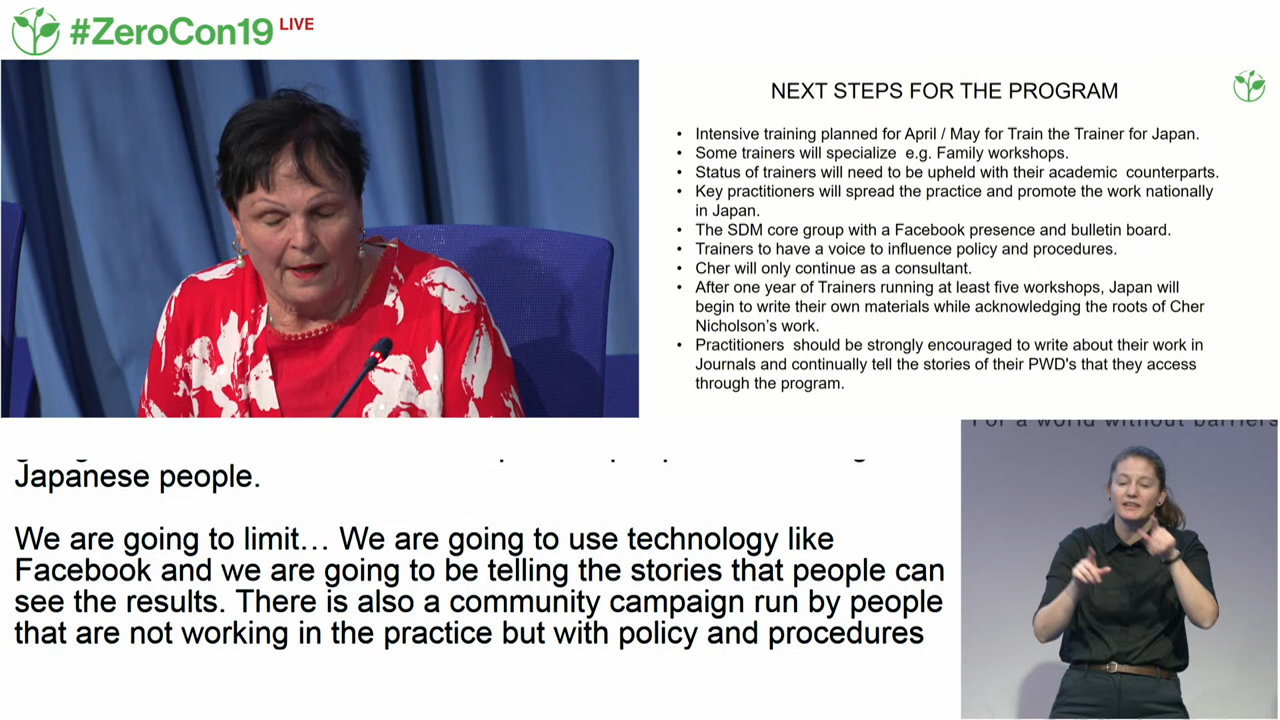 #ZeroCon19 LIVE
NEXT STEPS FOR THE PROGRAM
• Intensive training planned for April / May for Train the Trainer for Japan.
• Some trainers will specialize e.g. Family workshops.
• Status of trainers will need to be upheld with their academic counterparts.
• Key practitioners will spread the practice and promote the work nationally
in Japan.
• The SDM core group with a Facebook presence and bulletin board.
• Trainers to have a voice to influence policy and procedures.
• Cher will only continue as a consultant.
• After one year of Trainers running at least five workshops, Japan will
begin to write their own materials while acknowledging the roots of Cher
Nicholson's work.
• Practitioners should be strongly encouraged to write about their work in
Journals and continually tell the stories of their PWD's that they access
through the program.
For a world without barriers
Japanese people.
We are going to limit… We are going to use technology like
Facebook and we are going to be telling the stories that people can
see the results. There is also a community campaign run by people
that are not working in the practice but with policy and procedures